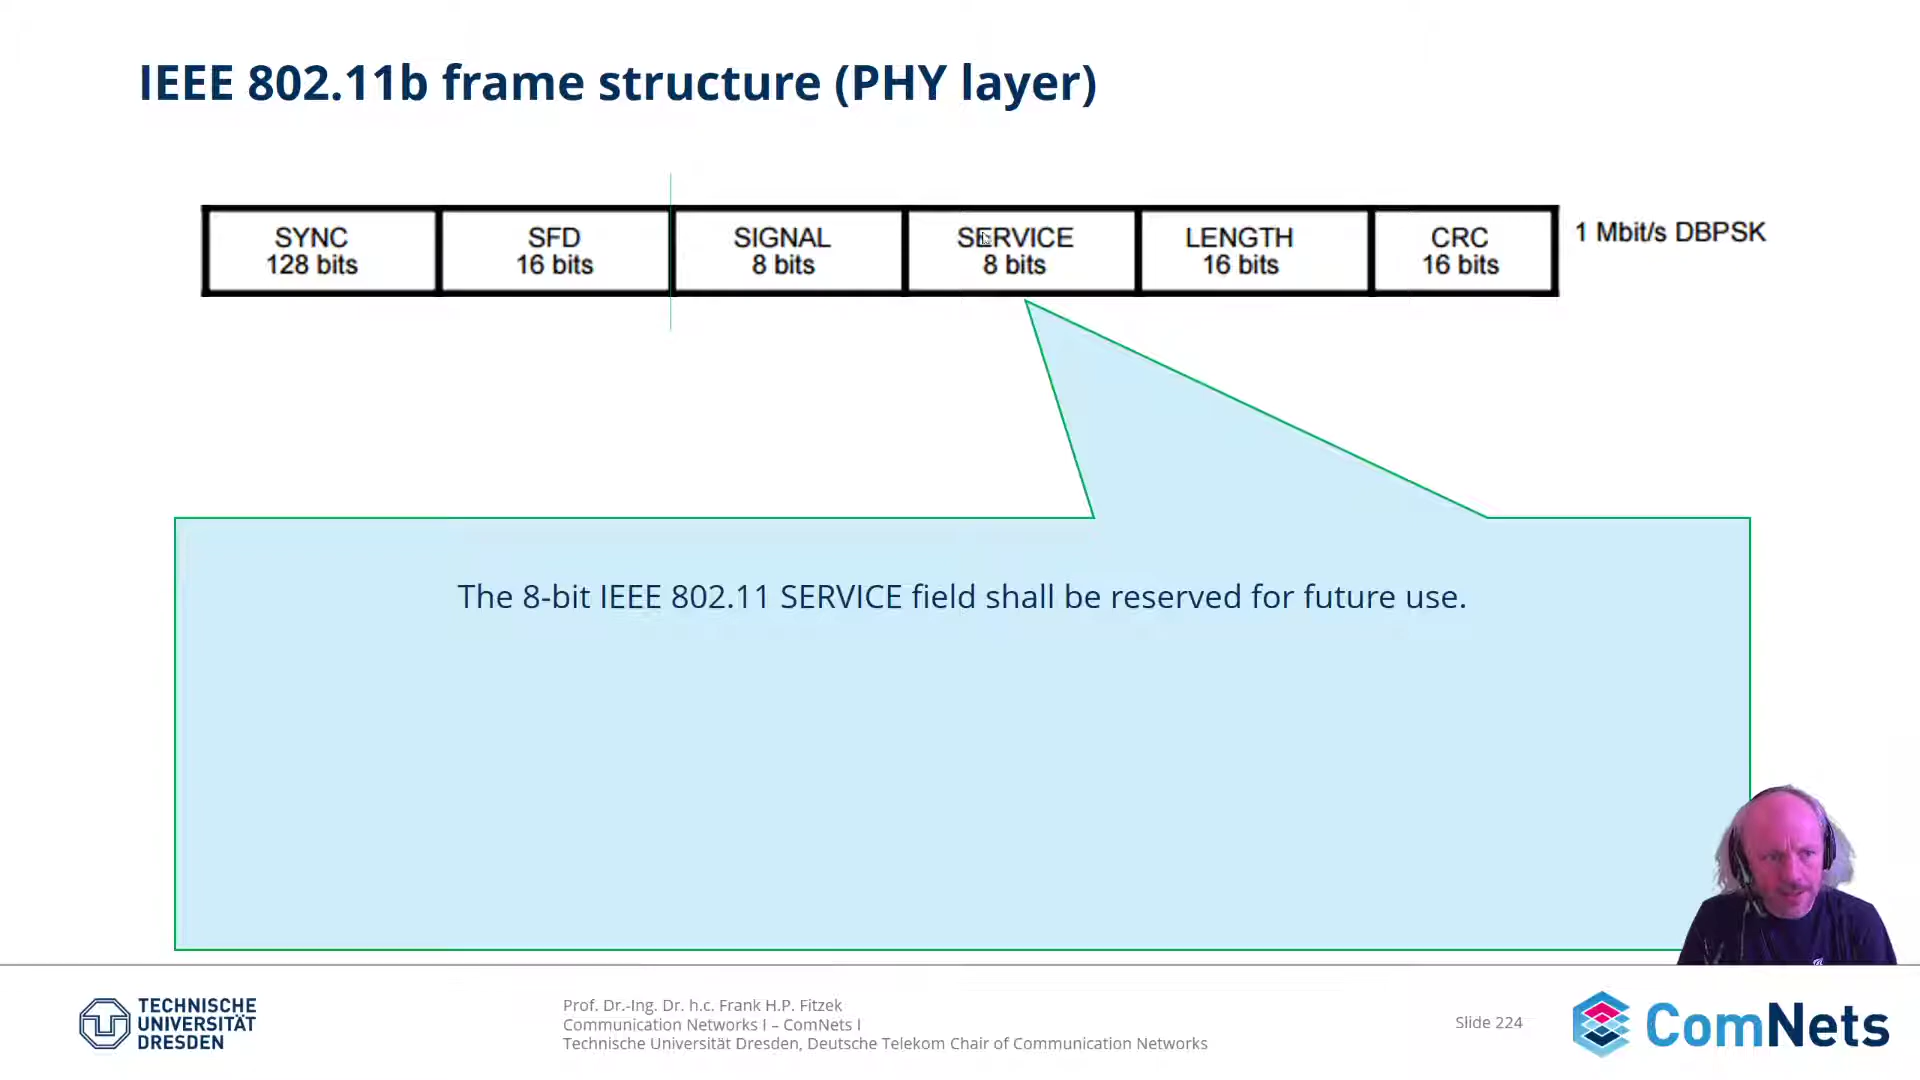 IEEE 802.11b frame structure (PHY layer)
SYNC
128 bits
SFD
16 bits
SIGNAL
8 bits
SERVICE
8 bits
LENGTH
16 bits
CRC
16 bits
1 Mbit/s DBPSK
The 8-bit IEEE 802.11 SERVICE field shall be reserved for future use.
TECHNISCHE
UNIVERSITÄT
DRESDEN
Prof. Dr.-Ing. Dr. h.c. Frank H.P. Fitzek
Communication Networks I – ComNets I
Technische Universität Dresden, Deutsche Telekom Chair of Communication Networks
Slide 224
ComNets